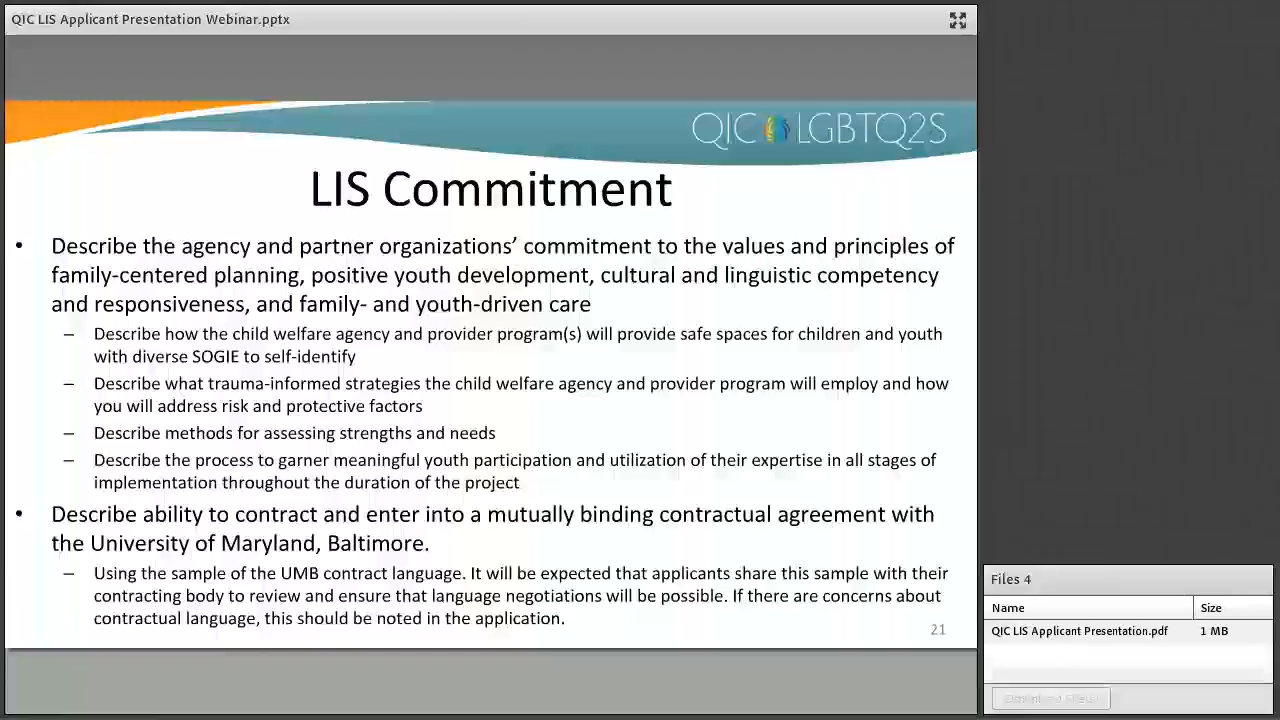 QIC LIS Applicant Presentation Webinar.pptx
QIC LGBTQ2S
LIS Commitment
• Describe the agency and partner organizations’ commitment to the values and principles of
family-centered planning, positive youth development, cultural and linguistic competency
and responsiveness, and family- and youth-driven care
– Describe how the child welfare agency and provider program(s) will provide safe spaces for children and youth
with diverse SOGIE to self-identify
– Describe what trauma-informed strategies the child welfare agency and provider program will employ and how
you will address risk and protective factors
– Describe methods for assessing strengths and needs
– Describe the process to garner meaningful youth participation and utilization of their expertise in all stages of
implementation throughout the duration of the project
• Describe ability to contract and enter into a mutually binding contractual agreement with
the University of Maryland, Baltimore.
– Using the sample of the UMB contract language. It will be expected that applicants share this sample with their
contracting body to review and ensure that language negotiations will be possible. If there are concerns about
contractual language, this should be noted in the application.
21
Files 4
Name Size
QIC LIS Applicant Presentation.pdf 1 MB